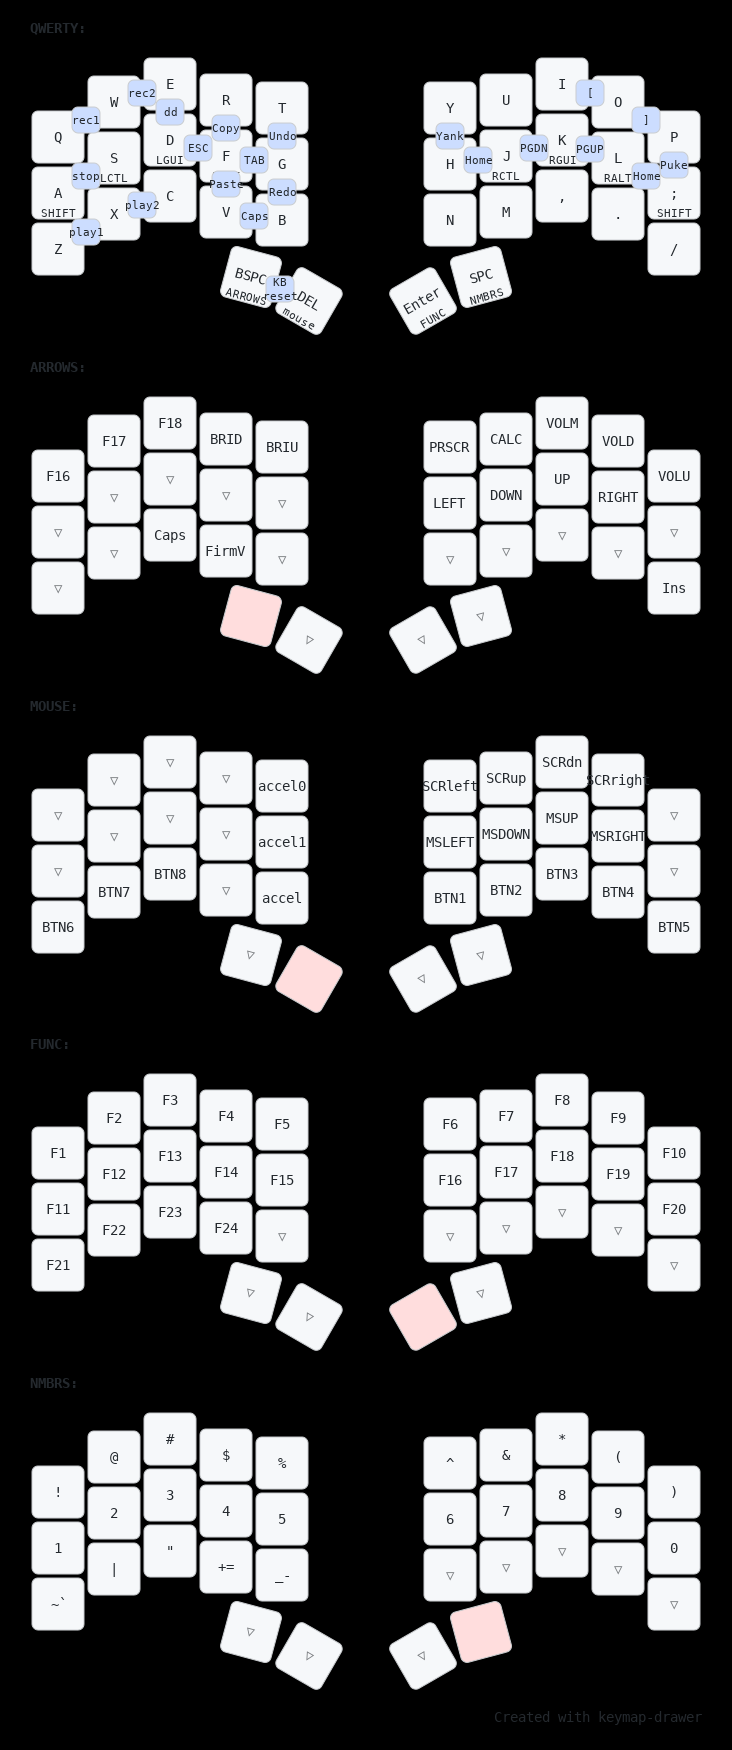 QWERTY:
Q W E R T Y U I O P
rec1 rec2 dd Copy Undo Yank [ ]
A S D F G H J K L ;
SHIFT LCTL LGUI RCTL RGUI RALT SHIFT
stop ESC TAB Home PGDN PGUP Home Puke
Z X C V B N M , . /
play1 play2 Paste Caps Redo
BSPC DEL Enter SPC
ARROWS mouse FUNC NMBRS
KB
reset
ARROWS:
F16 F17 F18 BRID BRIU PRSCR CALC VOLM VOLD VOLU
▽ ▽ ▽ ▽ ▽ LEFT DOWN UP RIGHT ▽
▽ ▽ Caps FirmV ▽ ▽ ▽ ▽ ▽ Ins
▽ ▽ ▽
MOUSE:
▽ ▽ ▽ ▽ accel0 SCRleft SCRup SCRdn SCRright ▽
▽ ▽ ▽ ▽ accel1 MSLEFT MSDOWN MSUP MSRIGHT ▽
BTN6 BTN7 BTN8 ▽ accel BTN1 BTN2 BTN3 BTN4 BTN5
▽ ▽ ▽
FUNC:
F1 F2 F3 F4 F5 F6 F7 F8 F9 F10
F11 F12 F13 F14 F15 F16 F17 F18 F19 F20
F21 F22 F23 F24 ▽ ▽ ▽ ▽ ▽ ▽
▽ ▽ ▽
NMBRS:
! @ # $ % ^ & * ( )
1 2 3 4 5 6 7 8 9 0
~` | " += _- ▽ ▽ ▽ ▽ ▽
▽ ▽ ▽
Created with keymap-drawer